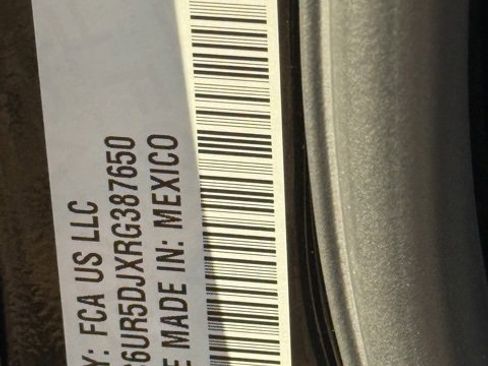 Y: FCA US LLC
6UR5DJXRG387650
E MADE IN: MEXICO